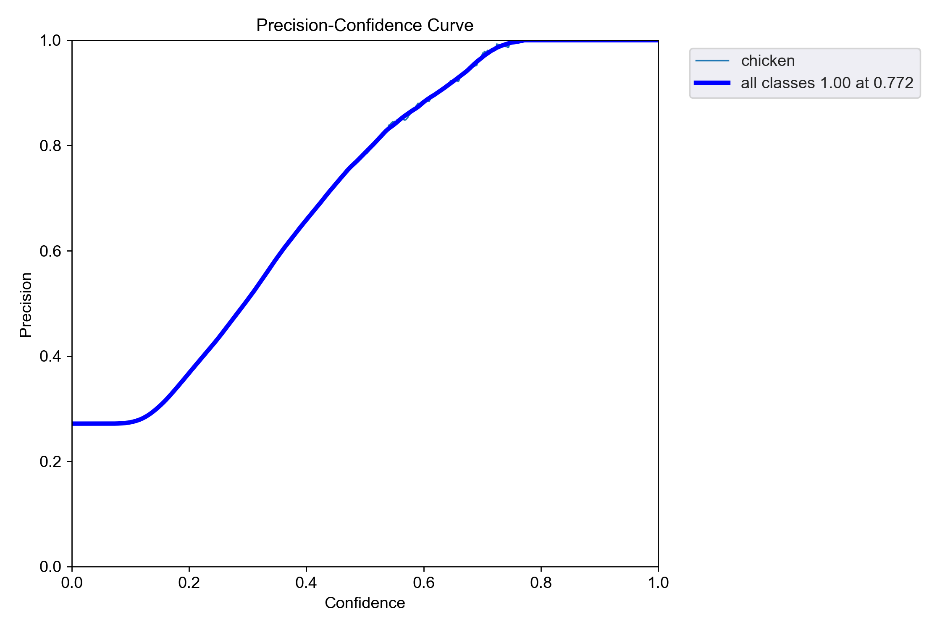 Precision-Confidence Curve
1.0
0.8
0.6
0.4
0.2
0.0
Precision
0.0 0.2 0.4 0.6 0.8 1.0
Confidence
chicken
all classes 1.00 at 0.772